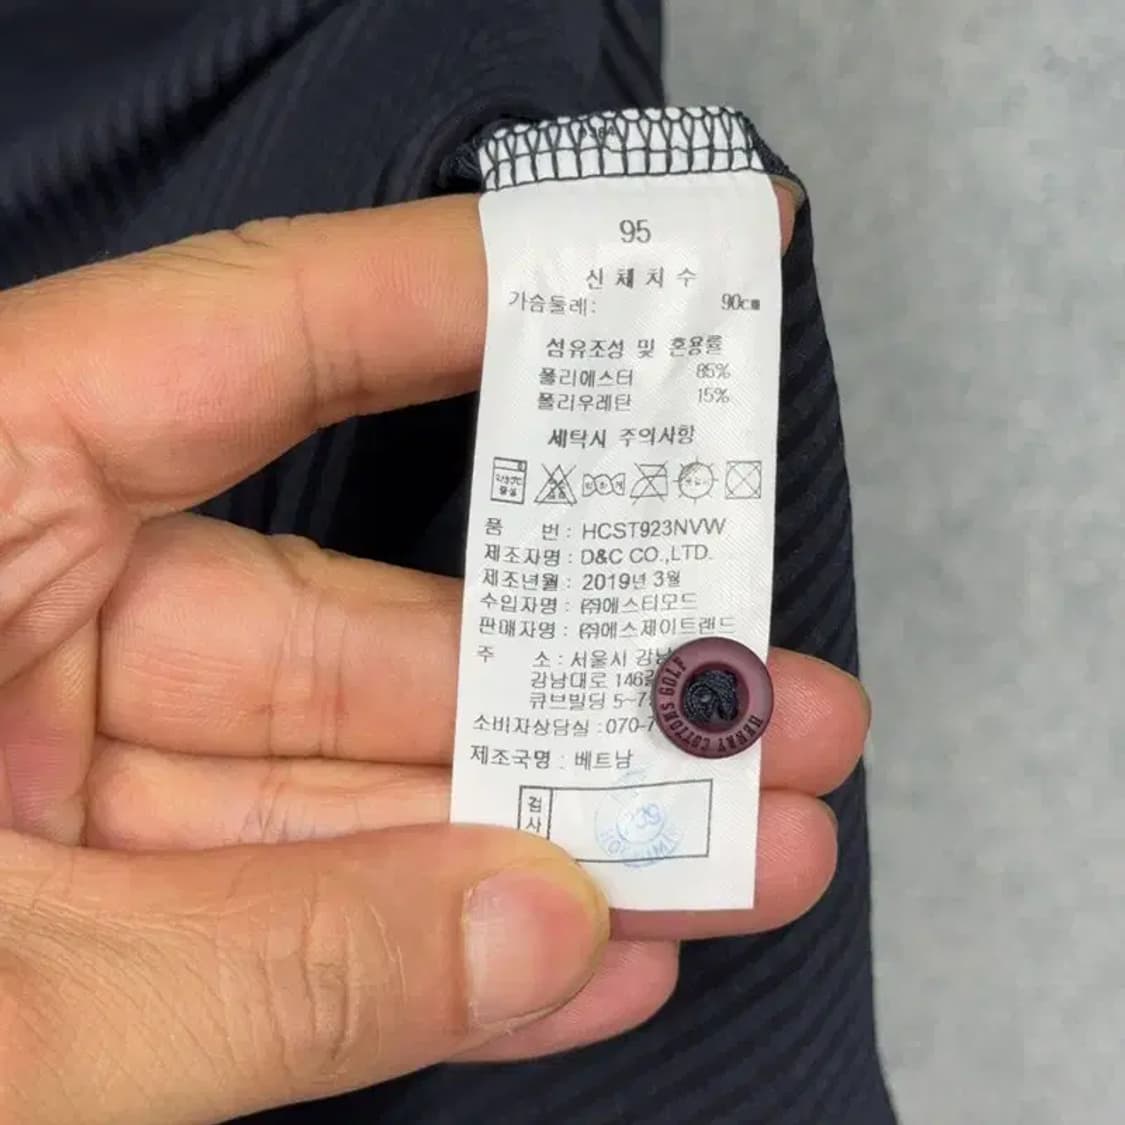 95
신체치수
가슴둘레: 90cm
섬유조성 및 혼용률
폴리에스터 85%
폴리우레탄 15%
세탁시 주의사항
품 번 : HCST923NVW
제조자명 : D&C CO.,LTD.
제조년월 : 2019년 3월
수입자명 : ㈜에스티모드
판매자명 : ㈜에스제이트랜드
주 소 : 서울시 강남
강남대로 146길
큐브빌딩 5~7
소비자상담실 : 070-7
제조국명 : 베트남
검사
239
HENRY COTTONS GOLF